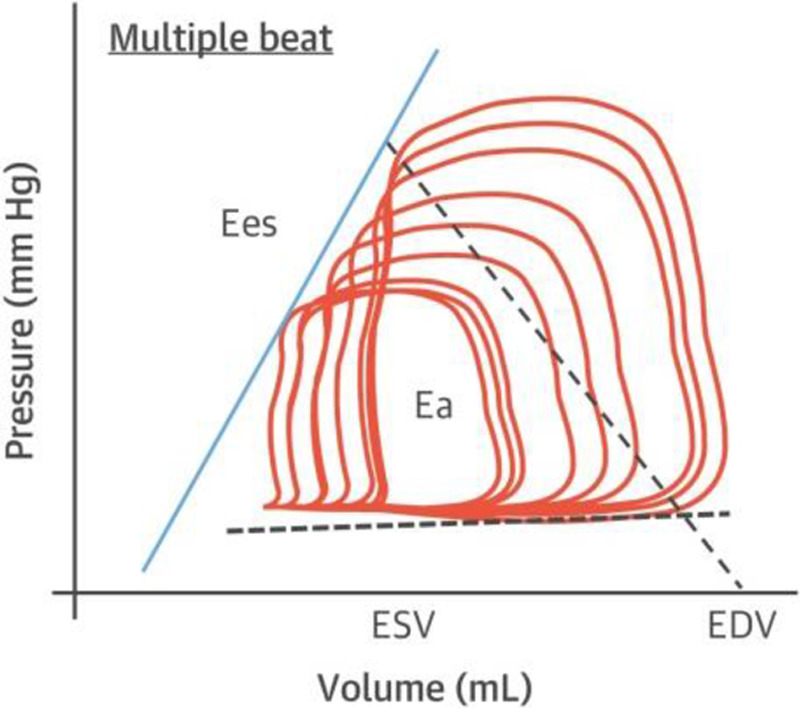 Multiple beat
Pressure (mm Hg)
Ees
Ea
ESV
EDV
Volume (mL)